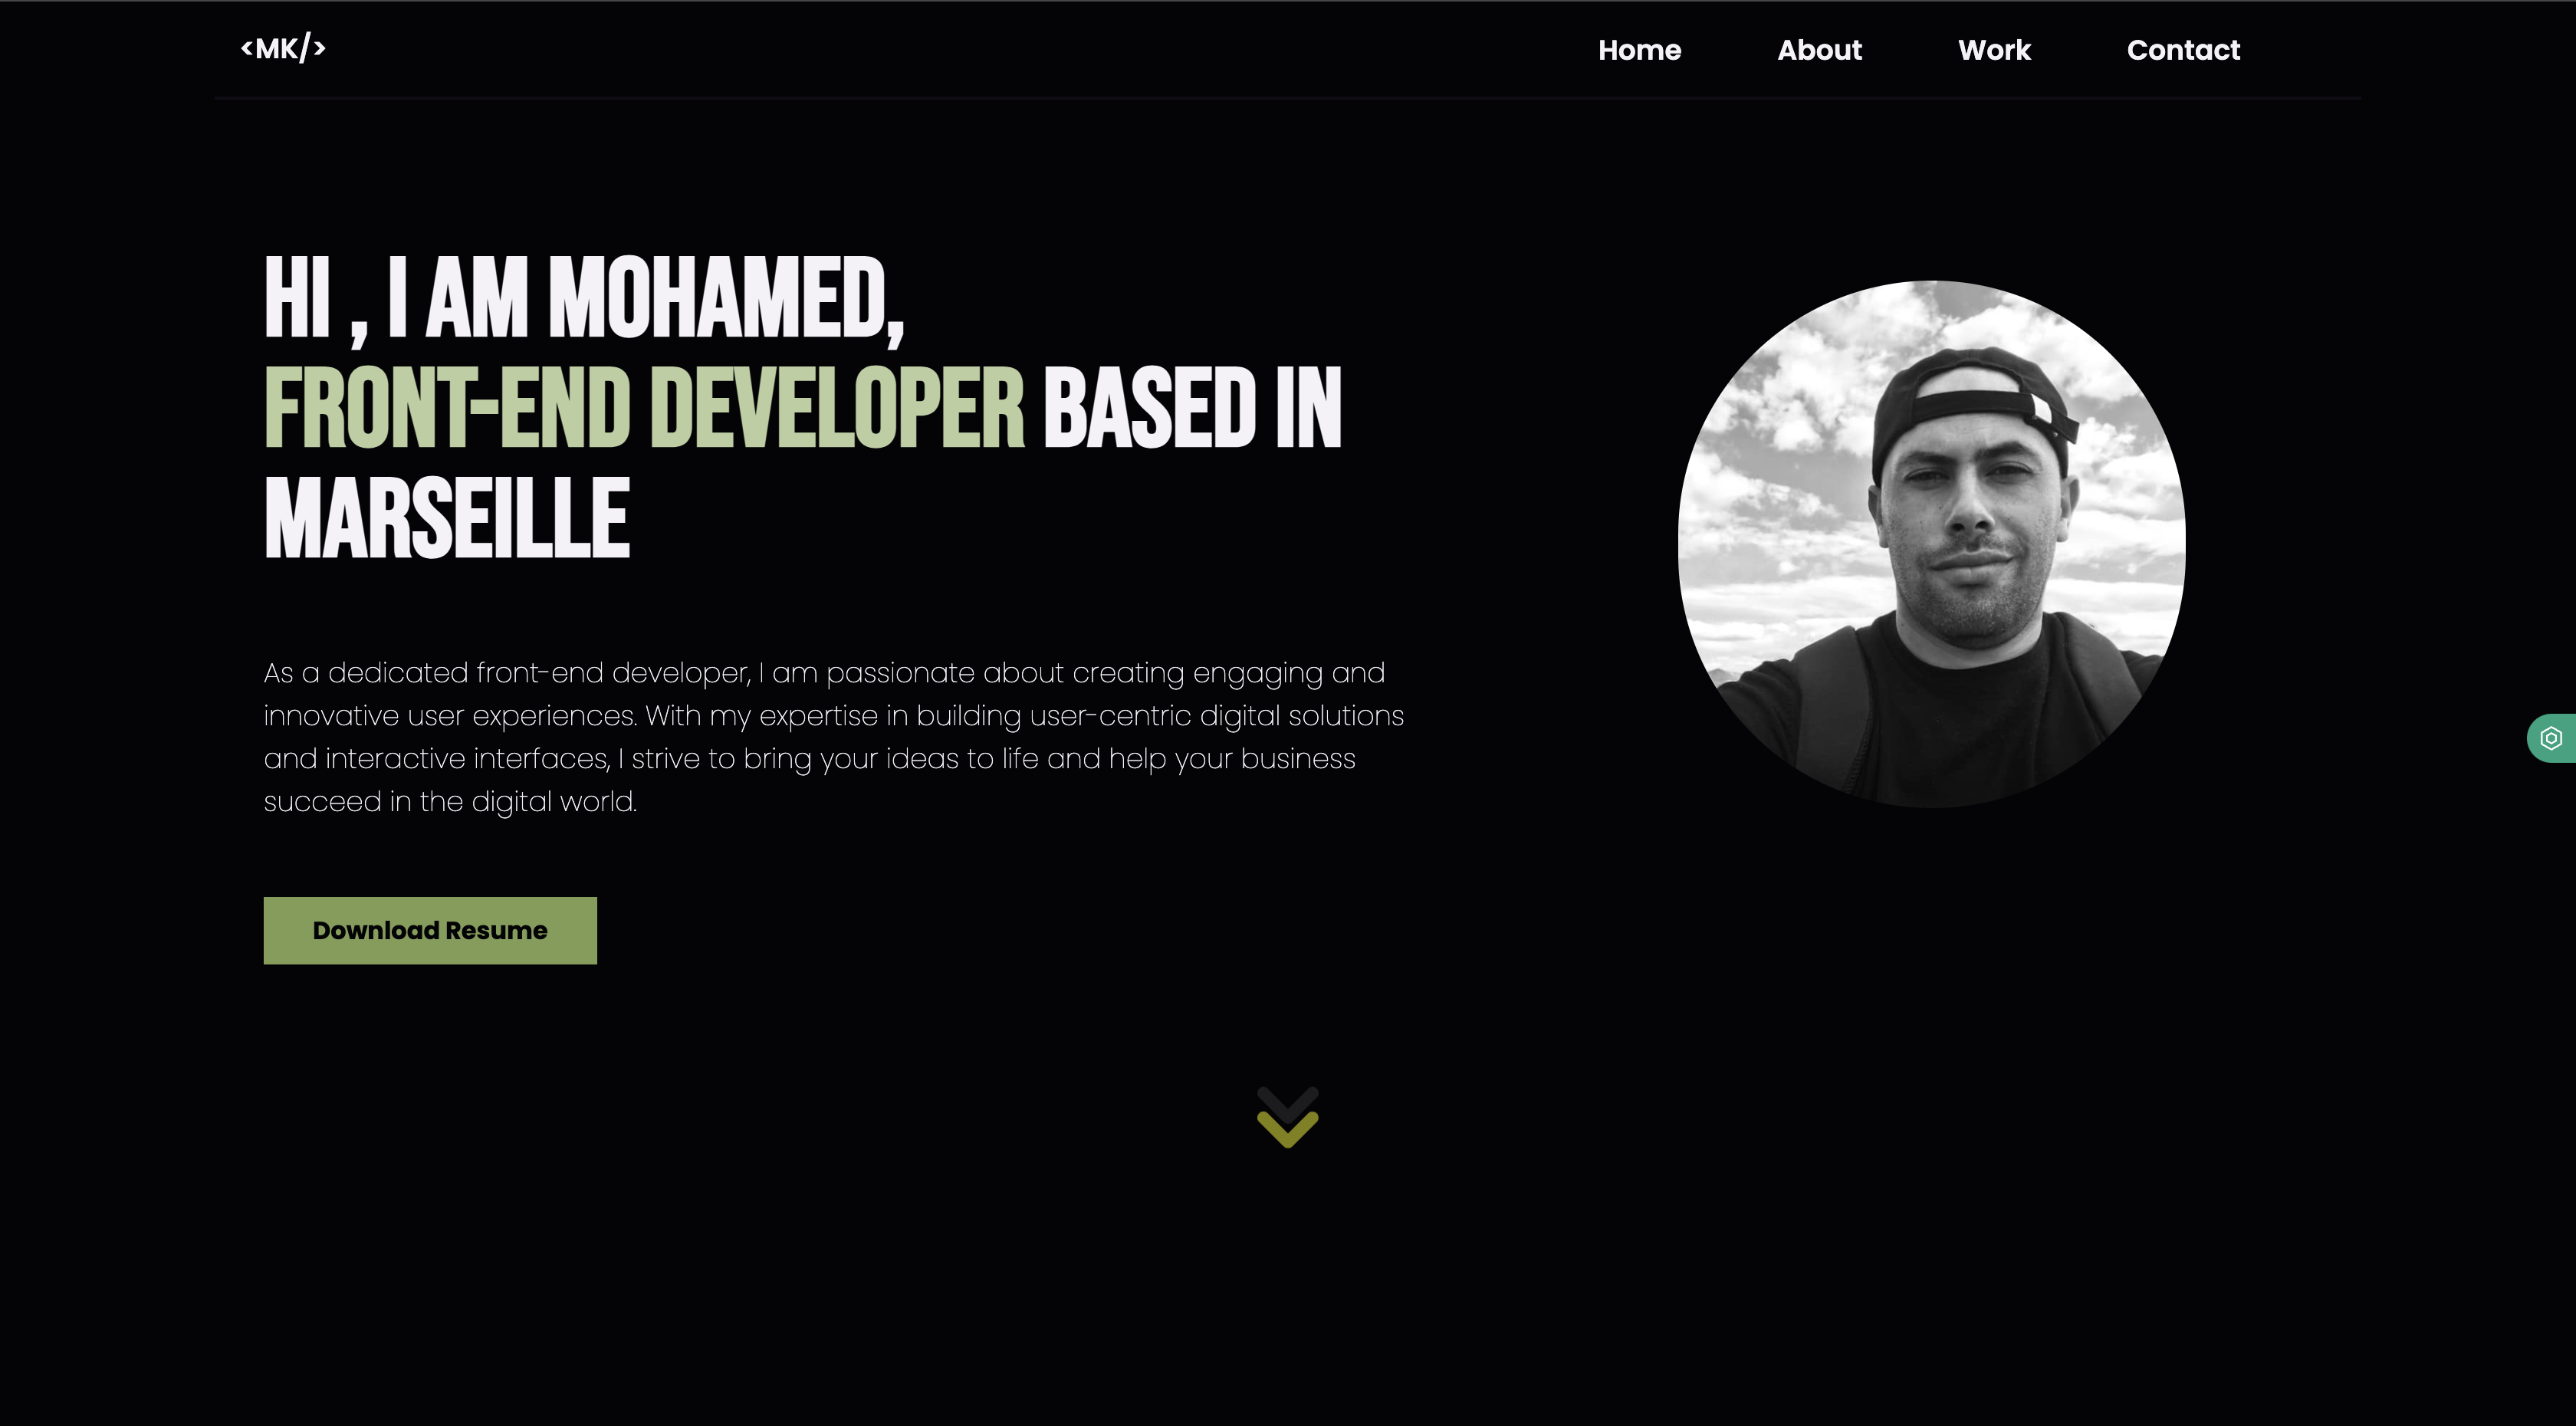 <MK/>
Home About Work Contact
HI , I AM MOHAMED,
FRONT-END DEVELOPER BASED IN
MARSEILLE
As a dedicated front-end developer, I am passionate about creating engaging and
innovative user experiences. With my expertise in building user-centric digital solutions
and interactive interfaces, I strive to bring your ideas to life and help your business
succeed in the digital world.
Download Resume